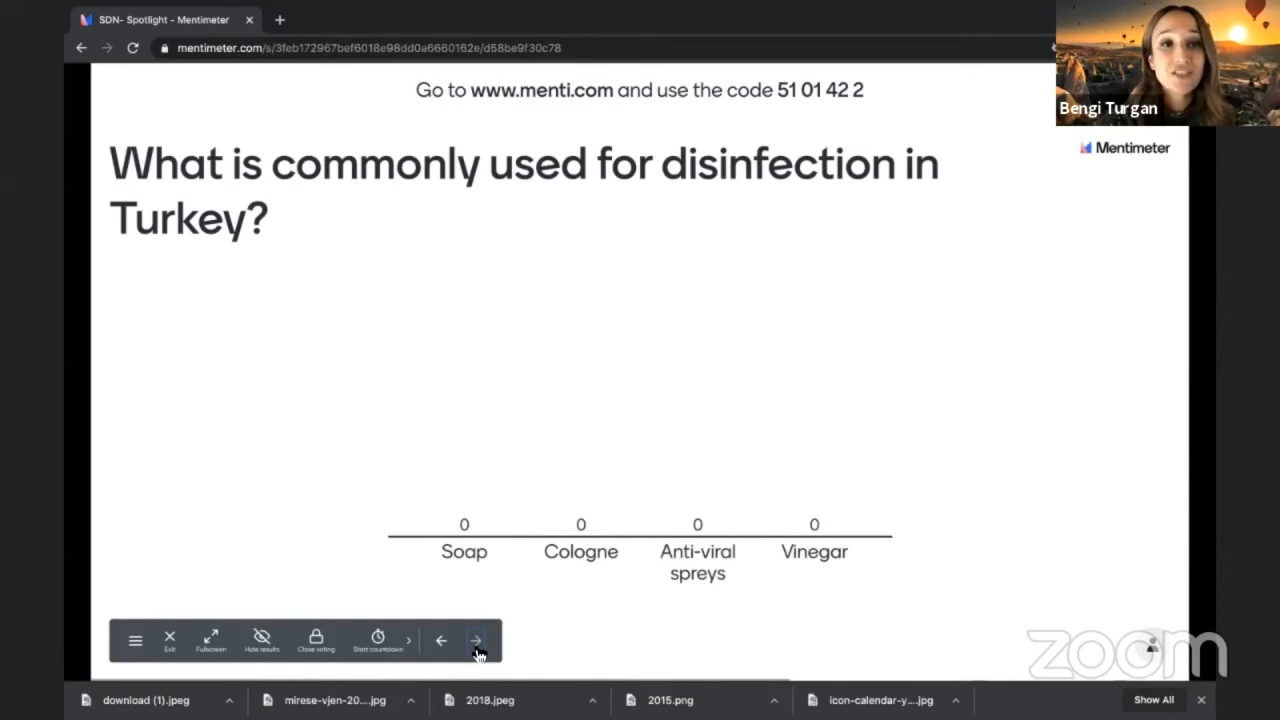 SDN- Spotlight - Mentimeter
mentimeter.com/s/3feb172967bef6018e98dd0a6660162e/d58be9f30c78
Bengi Turgan
Go to www.menti.com and use the code 51 01 42 2
Mentimeter
What is commonly used for disinfection in
Turkey?
0 0 0 0
Soap Cologne Anti-viral Vinegar
spreys
Exit Fullscreen Hide results Close voting Start countdown
zoom
download (1).jpeg mirese-vjen-20....jpg 2018.jpeg 2015.png icon-calendar-y....jpg Show All